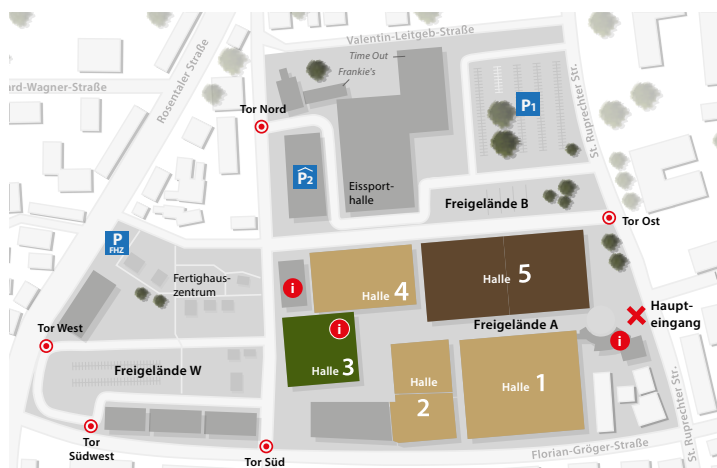 Valentin-Leitgeb-Straße
Time Out
Frankie's
ard-Wagner-Straße
Rosentaler Straße
St. Ruprechter Str.
Tor Nord
P1
P2
Eissport-
halle
Freigelände B
Tor Ost
P
FHZ
Fertighaus-
zentrum
i
Halle 4
Halle 5
Haupt-
eingang
Freigelände A
i
i
Tor West
Halle 3
Freigelände W
Halle
2
Halle 1
St. Ruprechter Str.
Tor
Südwest
Tor Süd
Florian-Gröger-Straße